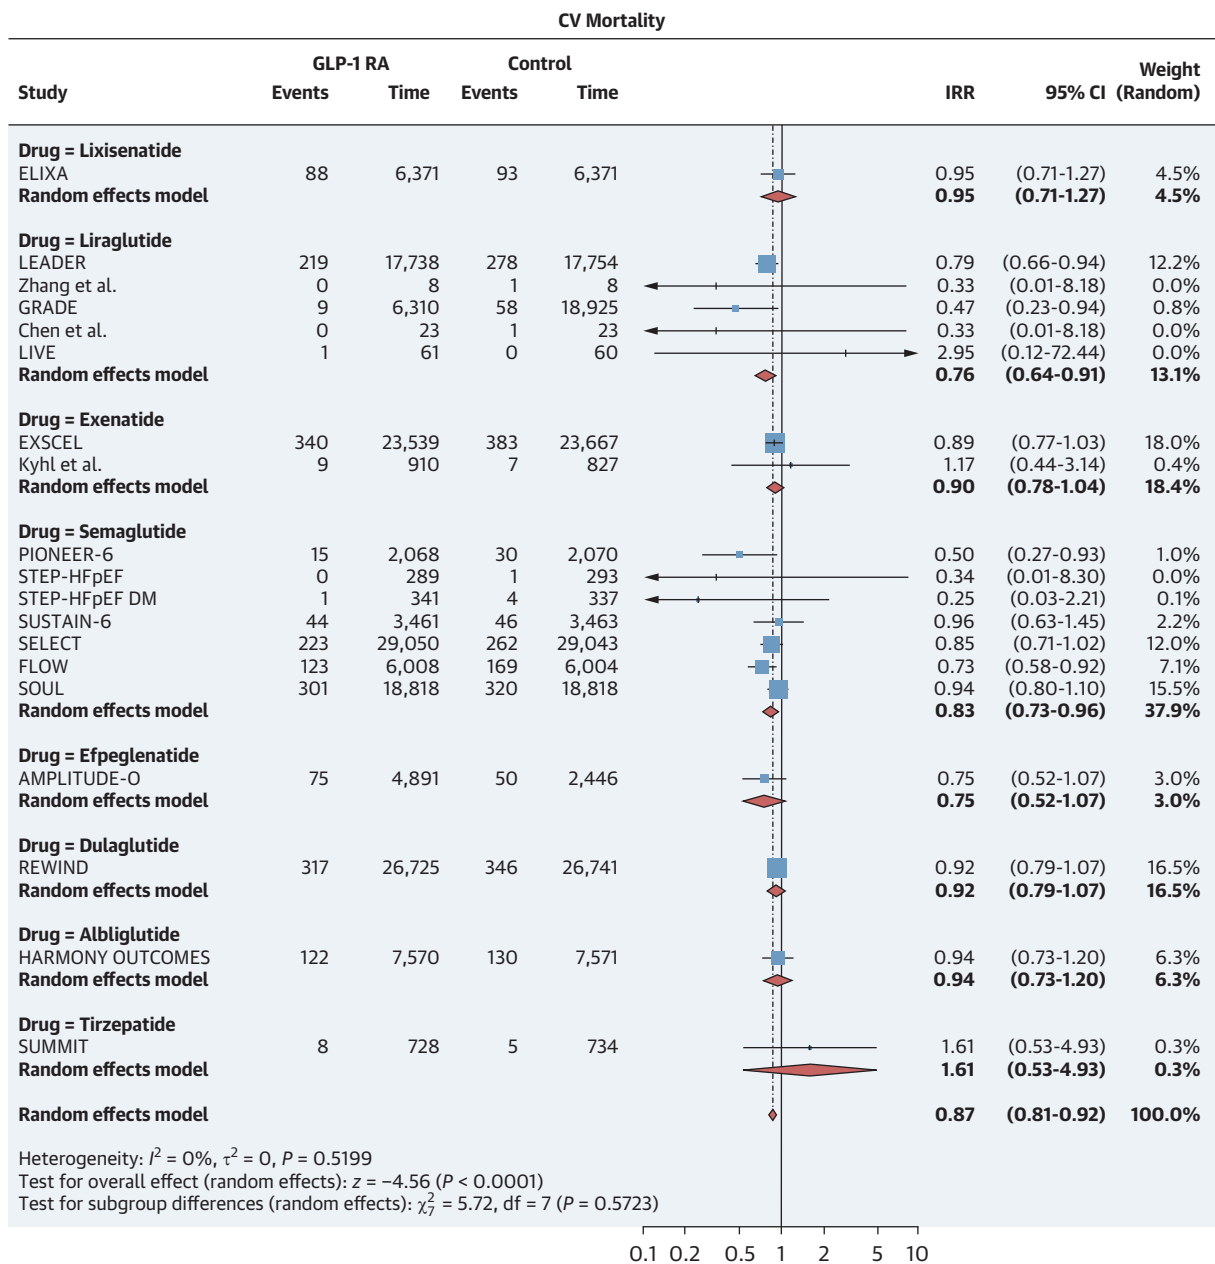 CV Mortality
GLP-1 RA Control Weight
Study Events Time Events Time IRR 95% CI (Random)
Drug = Lixisenatide
ELIXA 88 6,371 93 6,371 0.95 (0.71-1.27) 4.5%
Random effects model 0.95 (0.71-1.27) 4.5%
Drug = Liraglutide
LEADER 219 17,738 278 17,754 0.79 (0.66-0.94) 12.2%
Zhang et al. 0 8 1 8 0.33 (0.01-8.18) 0.0%
GRADE 9 6,310 58 18,925 0.47 (0.23-0.94) 0.8%
Chen et al. 0 23 1 23 0.33 (0.01-8.18) 0.0%
LIVE 1 61 0 60 2.95 (0.12-72.44) 0.0%
Random effects model 0.76 (0.64-0.91) 13.1%
Drug = Exenatide
EXSCEL 340 23,539 383 23,667 0.89 (0.77-1.03) 18.0%
Kyhl et al. 9 910 7 827 1.17 (0.44-3.14) 0.4%
Random effects model 0.90 (0.78-1.04) 18.4%
Drug = Semaglutide
PIONEER-6 15 2,068 30 2,070 0.50 (0.27-0.93) 1.0%
STEP-HFpEF 0 289 1 293 0.34 (0.01-8.30) 0.0%
STEP-HFpEF DM 1 341 4 337 0.25 (0.03-2.21) 0.1%
SUSTAIN-6 44 3,461 46 3,463 0.96 (0.63-1.45) 2.2%
SELECT 223 29,050 262 29,043 0.85 (0.71-1.02) 12.0%
FLOW 123 6,008 169 6,004 0.73 (0.58-0.92) 7.1%
SOUL 301 18,818 320 18,818 0.94 (0.80-1.10) 15.5%
Random effects model 0.83 (0.73-0.96) 37.9%
Drug = Efpeglenatide
AMPLITUDE-O 75 4,891 50 2,446 0.75 (0.52-1.07) 3.0%
Random effects model 0.75 (0.52-1.07) 3.0%
Drug = Dulaglutide
REWIND 317 26,725 346 26,741 0.92 (0.79-1.07) 16.5%
Random effects model 0.92 (0.79-1.07) 16.5%
Drug = Albliglutide
HARMONY OUTCOMES 122 7,570 130 7,571 0.94 (0.73-1.20) 6.3%
Random effects model 0.94 (0.73-1.20) 6.3%
Drug = Tirzepatide
SUMMIT 8 728 5 734 1.61 (0.53-4.93) 0.3%
Random effects model 1.61 (0.53-4.93) 0.3%
Random effects model 0.87 (0.81-0.92) 100.0%
Heterogeneity: I² = 0%, τ² = 0, P = 0.5199
Test for overall effect (random effects): z = −4.56 (P < 0.0001)
Test for subgroup differences (random effects): χ²₇ = 5.72, df = 7 (P = 0.5723)
0.1 0.2 0.5 1 2 5 10